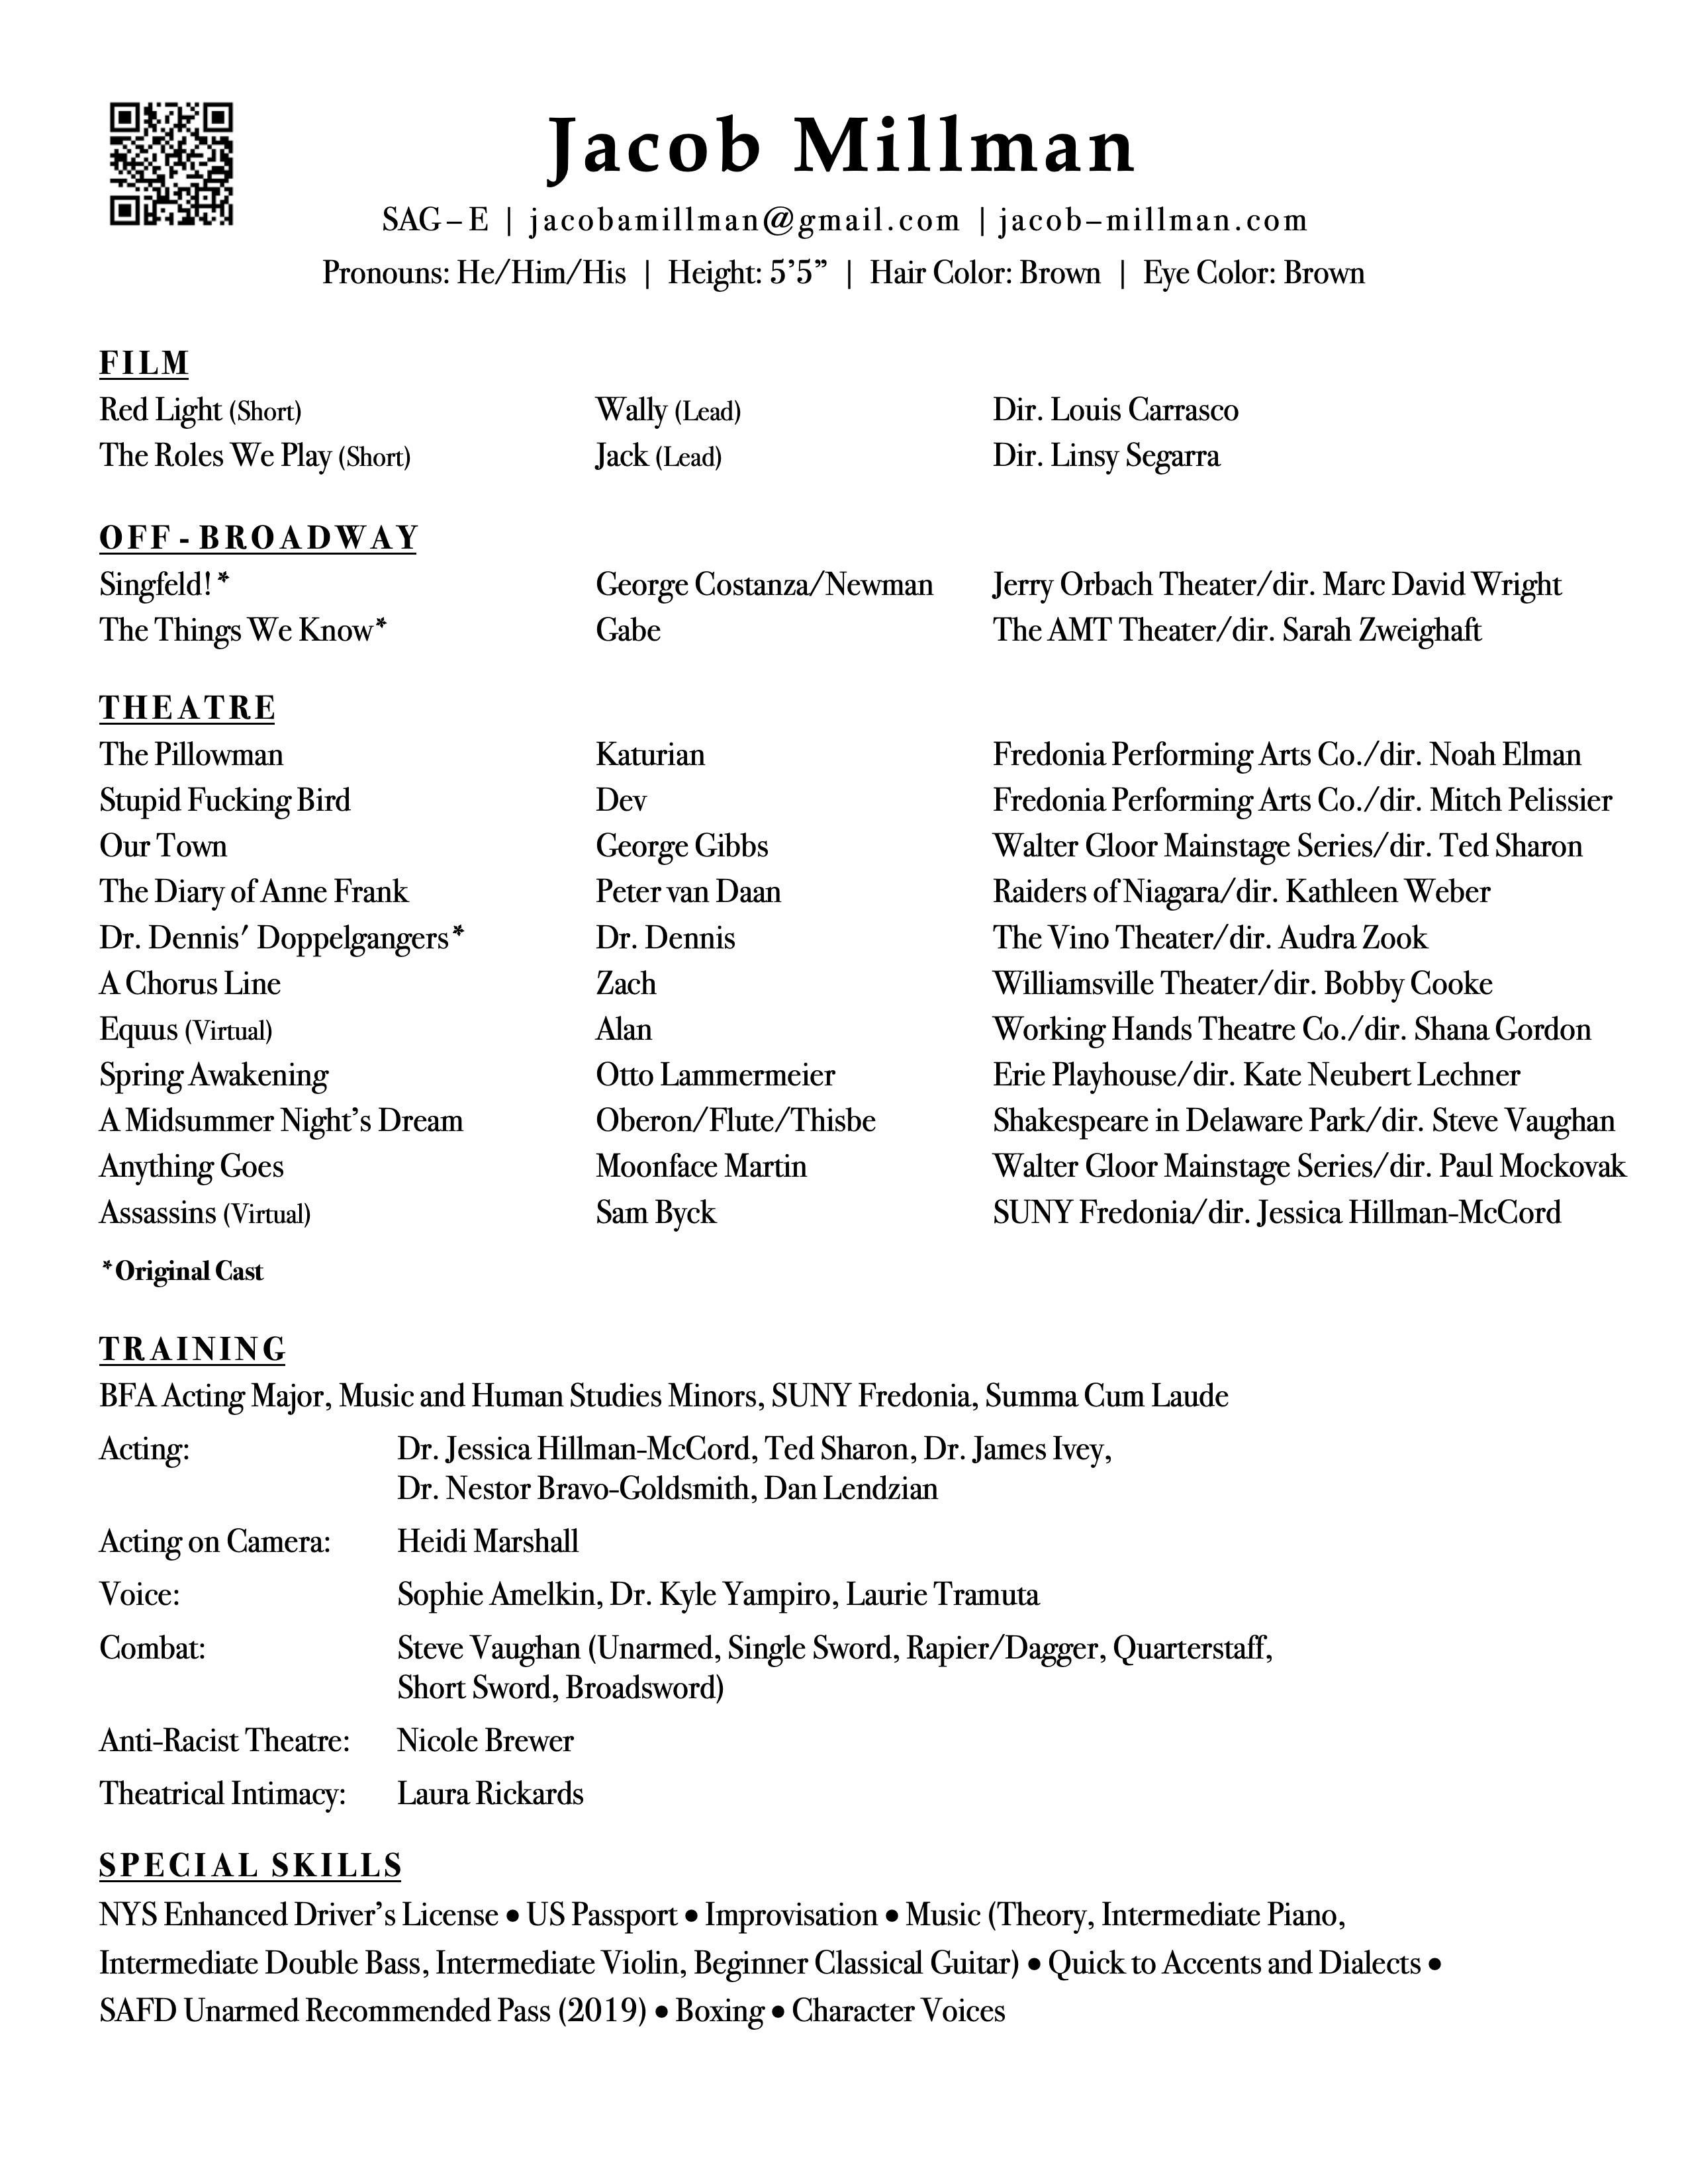 Jacob Millman
SAG–E | jacobamillman@gmail.com | jacob–millman.com
Pronouns: He/Him/His | Height: 5’5” | Hair Color: Brown | Eye Color: Brown
FILM
Red Light (Short) Wally (Lead) Dir. Louis Carrasco
The Roles We Play (Short) Jack (Lead) Dir. Linsy Segarra
OFF-BROADWAY
Singfeld!* George Costanza/Newman Jerry Orbach Theater/dir. Marc David Wright
The Things We Know* Gabe The AMT Theater/dir. Sarah Zweighaft
THEATRE
The Pillowman Katurian Fredonia Performing Arts Co./dir. Noah Elman
Stupid Fucking Bird Dev Fredonia Performing Arts Co./dir. Mitch Pelissier
Our Town George Gibbs Walter Gloor Mainstage Series/dir. Ted Sharon
The Diary of Anne Frank Peter van Daan Raiders of Niagara/dir. Kathleen Weber
Dr. Dennis' Doppelgangers* Dr. Dennis The Vino Theater/dir. Audra Zook
A Chorus Line Zach Williamsville Theater/dir. Bobby Cooke
Equus (Virtual) Alan Working Hands Theatre Co./dir. Shana Gordon
Spring Awakening Otto Lammermeier Erie Playhouse/dir. Kate Neubert Lechner
A Midsummer Night’s Dream Oberon/Flute/Thisbe Shakespeare in Delaware Park/dir. Steve Vaughan
Anything Goes Moonface Martin Walter Gloor Mainstage Series/dir. Paul Mockovak
Assassins (Virtual) Sam Byck SUNY Fredonia/dir. Jessica Hillman-McCord
*Original Cast
TRAINING
BFA Acting Major, Music and Human Studies Minors, SUNY Fredonia, Summa Cum Laude
Acting: Dr. Jessica Hillman-McCord, Ted Sharon, Dr. James Ivey,
Dr. Nestor Bravo-Goldsmith, Dan Lendzian
Acting on Camera: Heidi Marshall
Voice: Sophie Amelkin, Dr. Kyle Yampiro, Laurie Tramuta
Combat: Steve Vaughan (Unarmed, Single Sword, Rapier/Dagger, Quarterstaff,
Short Sword, Broadsword)
Anti-Racist Theatre: Nicole Brewer
Theatrical Intimacy: Laura Rickards
SPECIAL SKILLS
NYS Enhanced Driver’s License • US Passport • Improvisation • Music (Theory, Intermediate Piano,
Intermediate Double Bass, Intermediate Violin, Beginner Classical Guitar) • Quick to Accents and Dialects •
SAFD Unarmed Recommended Pass (2019) • Boxing • Character Voices